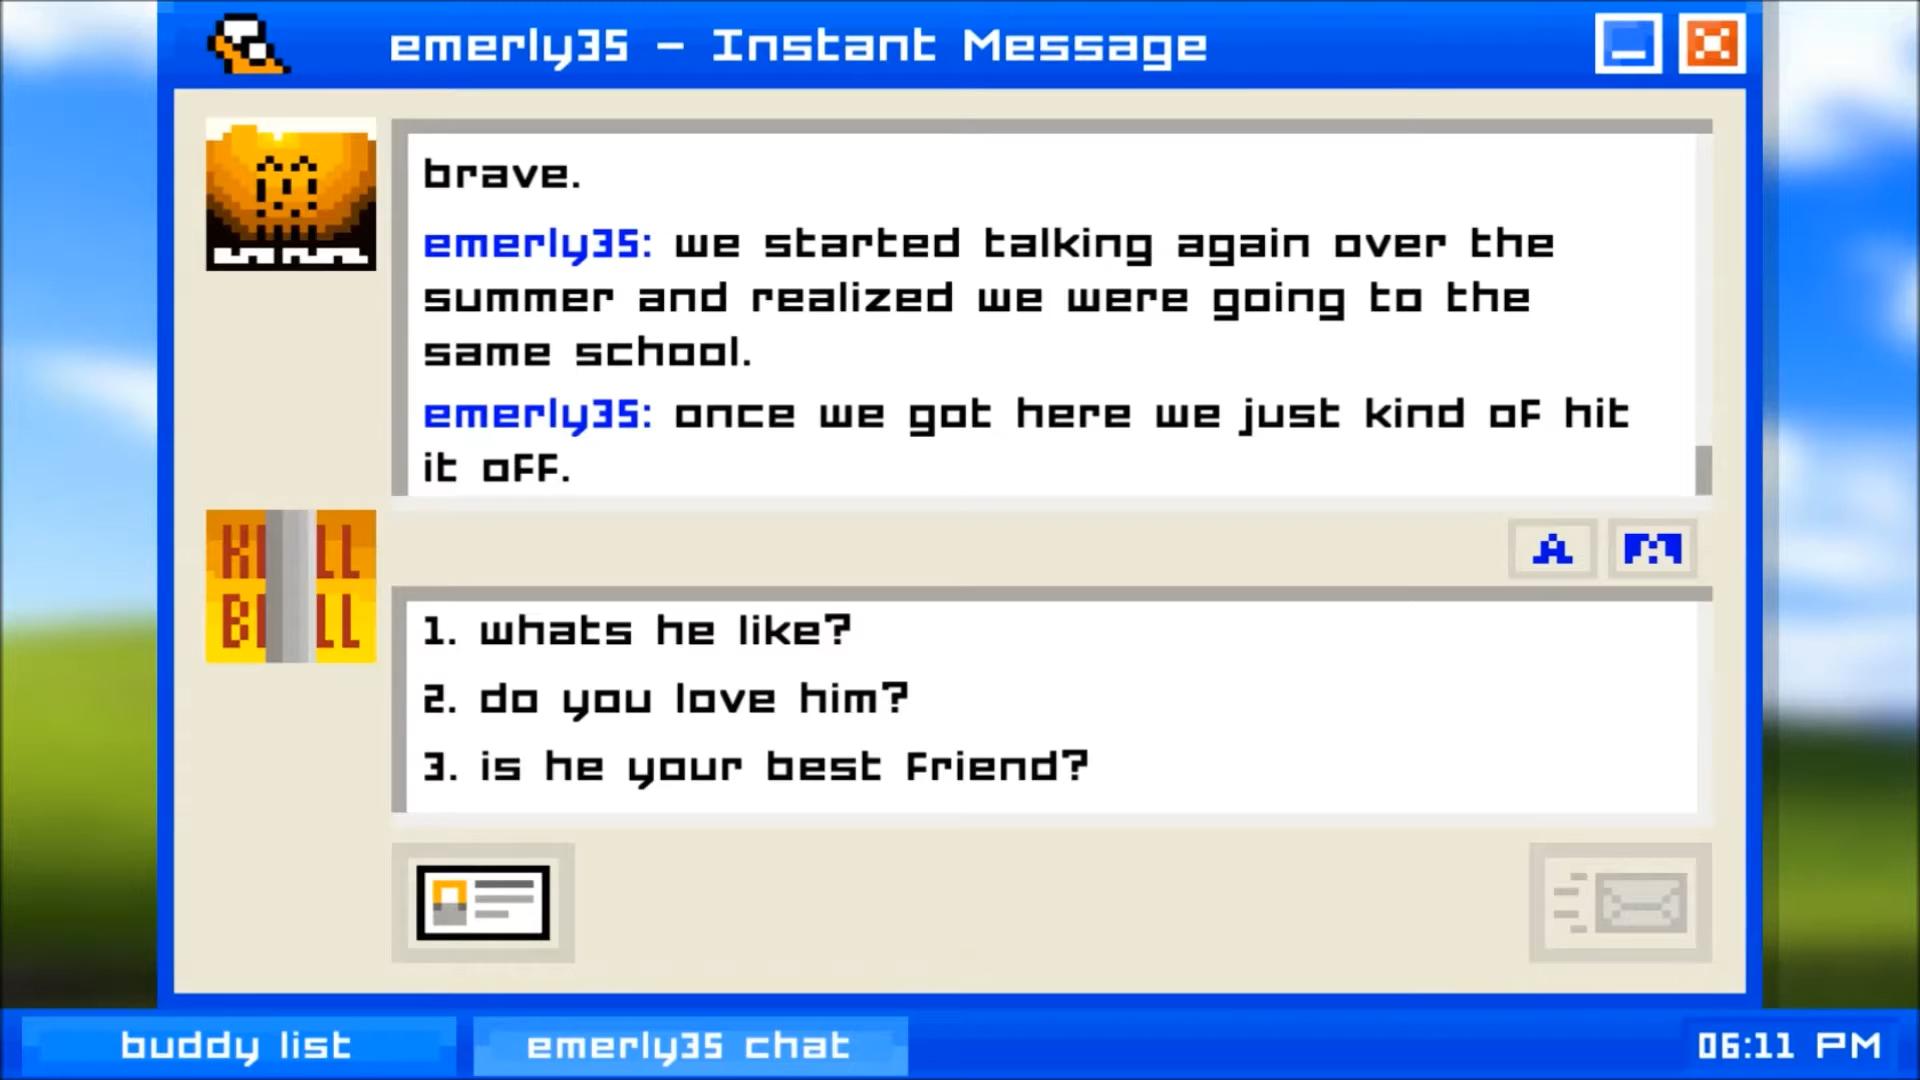 emerly35 - Instant Message
brave.
emerly35: we started talking again over the
summer and realized we were going to the
same school.
emerly35: once we got here we just kind of hit
it off.
KILL
BILL
A
1. whats he like?
2. do you love him?
3. is he your best friend?
buddy list
emerly35 chat
06:11 PM